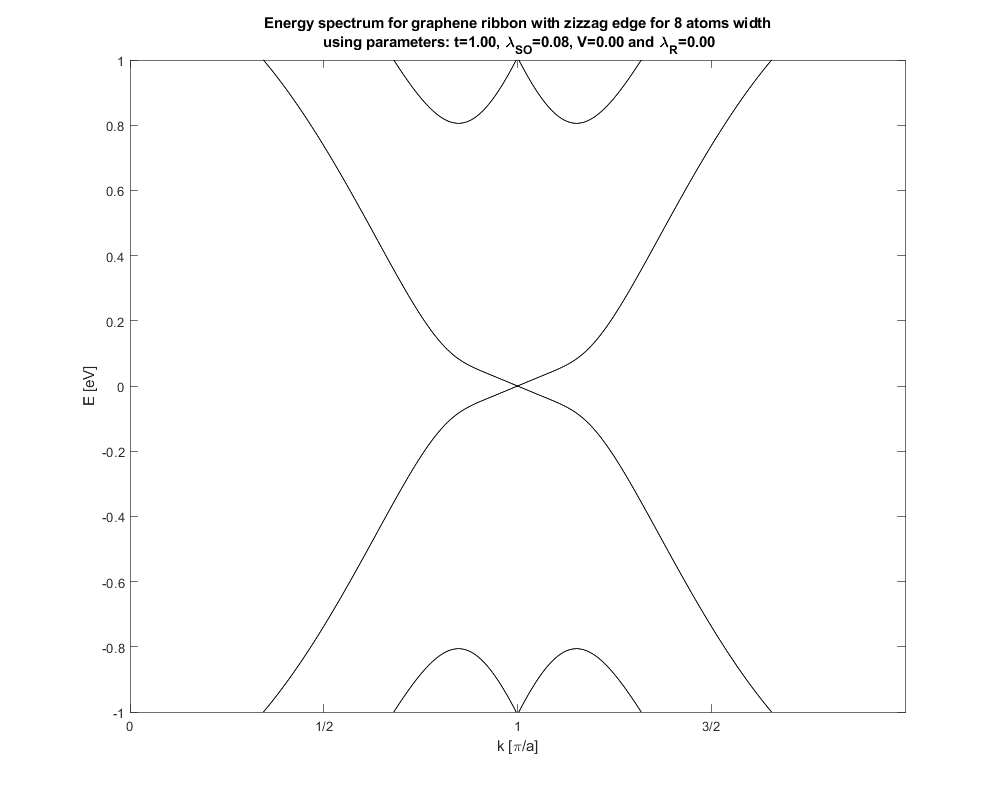 Energy spectrum for graphene ribbon with zizzag edge for 8 atoms width
using parameters: t=1.00, λSO=0.08, V=0.00 and λR=0.00
1
0.8
0.6
0.4
0.2
0
-0.2
-0.4
-0.6
-0.8
-1
E [eV]
0 1/2 1 3/2
k [π/a]